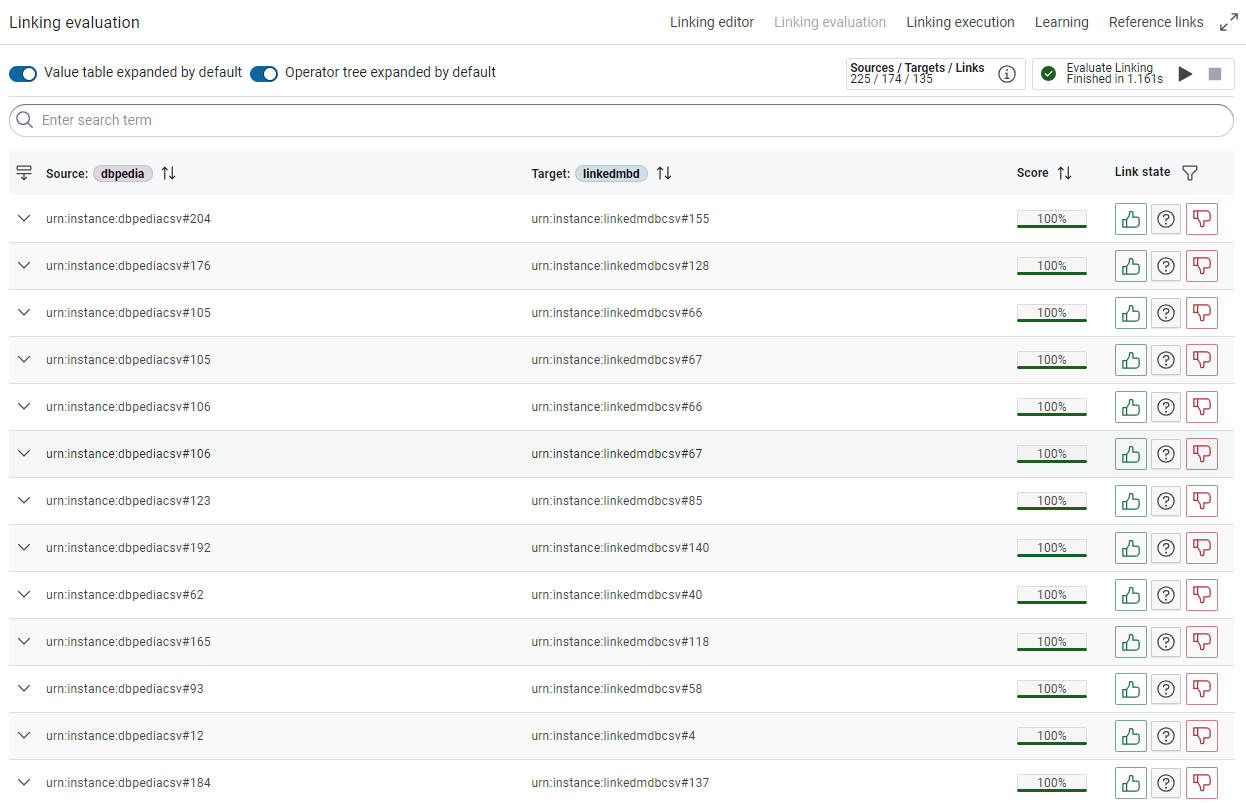 Linking evaluation Linking editor Linking evaluation Linking execution Learning Reference links
Value table expanded by default Operator tree expanded by default Sources / Targets / Links Evaluate Linking
225 / 174 / 135 Finished in 1.161s
Enter search term
Source: dbpedia Target: linkedmbd Score Link state
urn:instance:dbpediacsv#204 urn:instance:linkedmdbcsv#155 100%
urn:instance:dbpediacsv#176 urn:instance:linkedmdbcsv#128 100%
urn:instance:dbpediacsv#105 urn:instance:linkedmdbcsv#66 100%
urn:instance:dbpediacsv#105 urn:instance:linkedmdbcsv#67 100%
urn:instance:dbpediacsv#106 urn:instance:linkedmdbcsv#66 100%
urn:instance:dbpediacsv#106 urn:instance:linkedmdbcsv#67 100%
urn:instance:dbpediacsv#123 urn:instance:linkedmdbcsv#85 100%
urn:instance:dbpediacsv#192 urn:instance:linkedmdbcsv#140 100%
urn:instance:dbpediacsv#62 urn:instance:linkedmdbcsv#40 100%
urn:instance:dbpediacsv#165 urn:instance:linkedmdbcsv#118 100%
urn:instance:dbpediacsv#93 urn:instance:linkedmdbcsv#58 100%
urn:instance:dbpediacsv#12 urn:instance:linkedmdbcsv#4 100%
urn:instance:dbpediacsv#184 urn:instance:linkedmdbcsv#137 100%